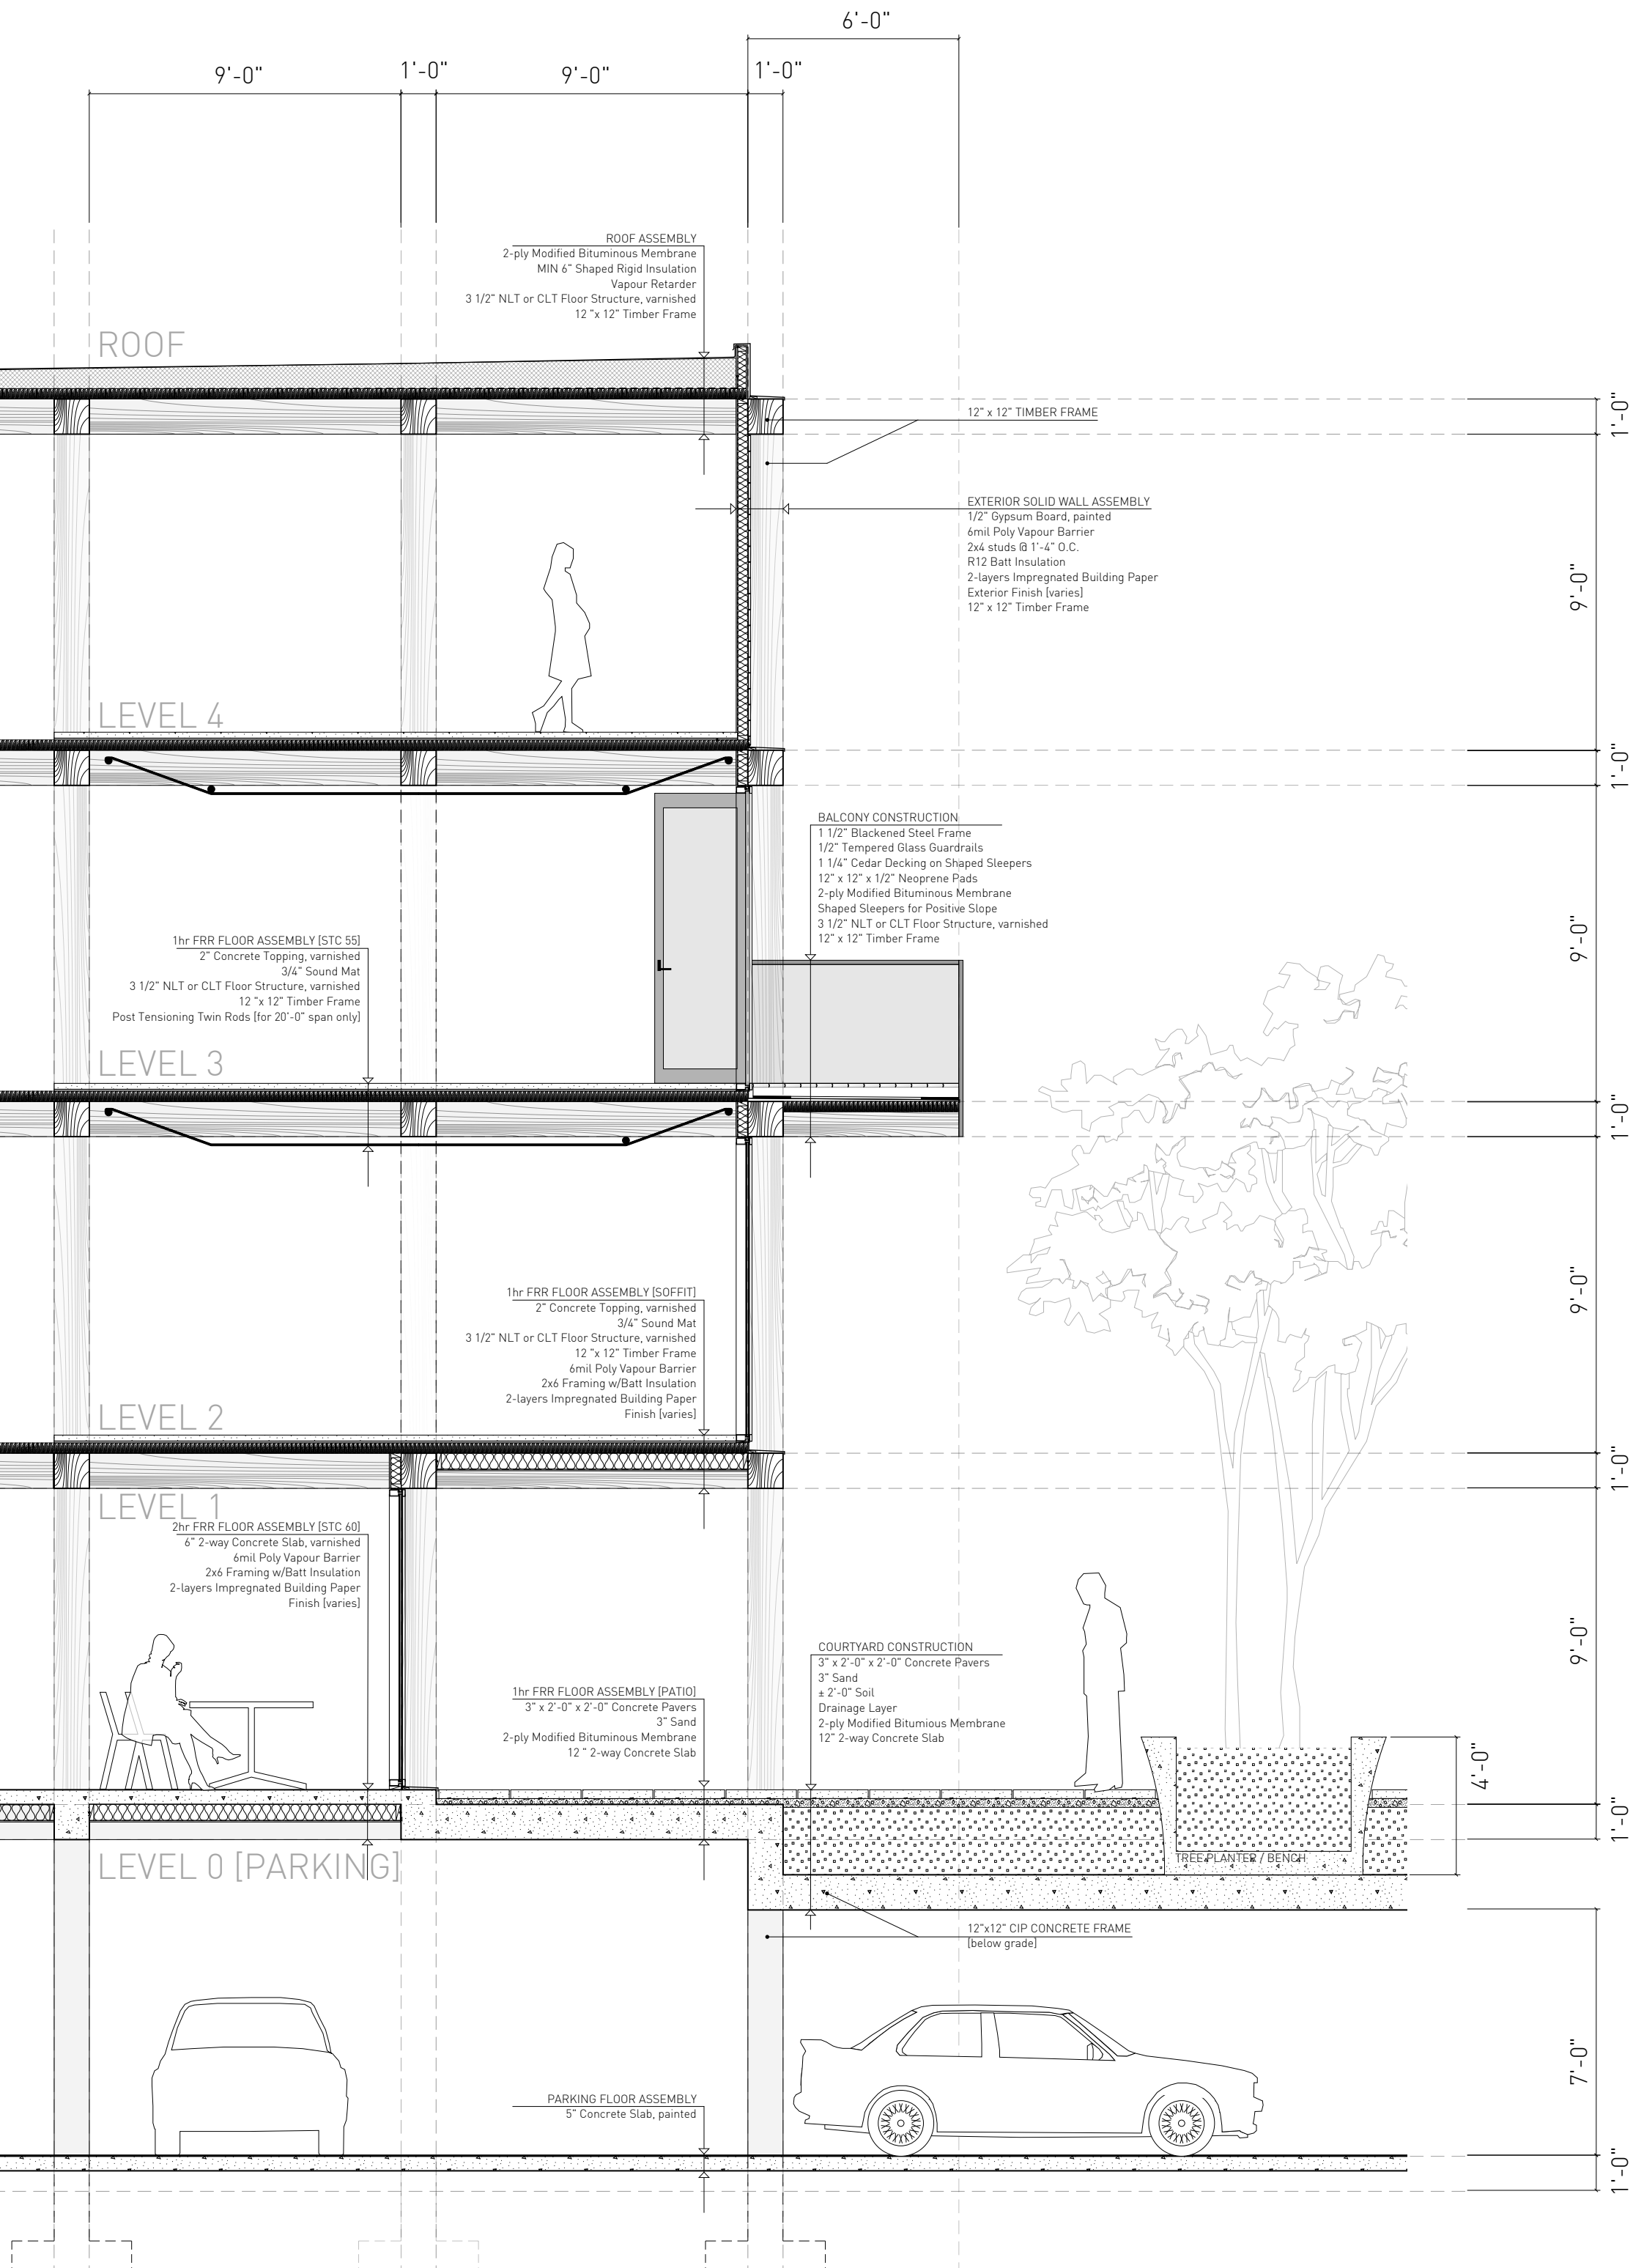 6'-0"
9'-0"
1'-0"
9'-0"
1'-0"
ROOF ASSEMBLY
2-ply Modified Bituminous Membrane
MIN 6" Shaped Rigid Insulation
Vapour Retarder
3 1/2" NLT or CLT Floor Structure, varnished
12 "x 12" Timber Frame
ROOF
12" x 12" TIMBER FRAME
1'-0"
EXTERIOR SOLID WALL ASSEMBLY
1/2" Gypsum Board, painted
6mil Poly Vapour Barrier
2x4 studs @ 1'-4" O.C.
R12 Batt Insulation
2-layers Impregnated Building Paper
Exterior Finish [varies]
12" x 12" Timber Frame
9'-0"
LEVEL 4
1'-0"
BALCONY CONSTRUCTION
1 1/2" Blackened Steel Frame
1/2" Tempered Glass Guardrails
1 1/4" Cedar Decking on Shaped Sleepers
12" x 12" x 1/2" Neoprene Pads
2-ply Modified Bituminous Membrane
Shaped Sleepers for Positive Slope
3 1/2" NLT or CLT Floor Structure, varnished
12" x 12" Timber Frame
9'-0"
1hr FRR FLOOR ASSEMBLY [STC 55]
2" Concrete Topping, varnished
3/4" Sound Mat
3 1/2" NLT or CLT Floor Structure, varnished
12 "x 12" Timber Frame
Post Tensioning Twin Rods [for 20'-0" span only]
LEVEL 3
1'-0"
1hr FRR FLOOR ASSEMBLY [SOFFIT]
2" Concrete Topping, varnished
3/4" Sound Mat
3 1/2" NLT or CLT Floor Structure, varnished
12 "x 12" Timber Frame
6mil Poly Vapour Barrier
2x6 Framing w/Batt Insulation
2-layers Impregnated Building Paper
Finish [varies]
9'-0"
LEVEL 2
1'-0"
LEVEL 1
2hr FRR FLOOR ASSEMBLY [STC 60]
6" 2-way Concrete Slab, varnished
6mil Poly Vapour Barrier
2x6 Framing w/Batt Insulation
2-layers Impregnated Building Paper
Finish [varies]
9'-0"
1hr FRR FLOOR ASSEMBLY [PATIO]
3" x 2'-0" x 2'-0" Concrete Pavers
3" Sand
2-ply Modified Bituminous Membrane
12 " 2-way Concrete Slab
COURTYARD CONSTRUCTION
3" x 2'-0" x 2'-0" Concrete Pavers
3" Sand
± 2'-0" Soil
Drainage Layer
2-ply Modified Bitumious Membrane
12" 2-way Concrete Slab
4'-0"
1'-0"
TREE PLANTER / BENCH
LEVEL 0 [PARKING]
12"x12" CIP CONCRETE FRAME
[below grade]
7'-0"
PARKING FLOOR ASSEMBLY
5" Concrete Slab, painted
1'-0"